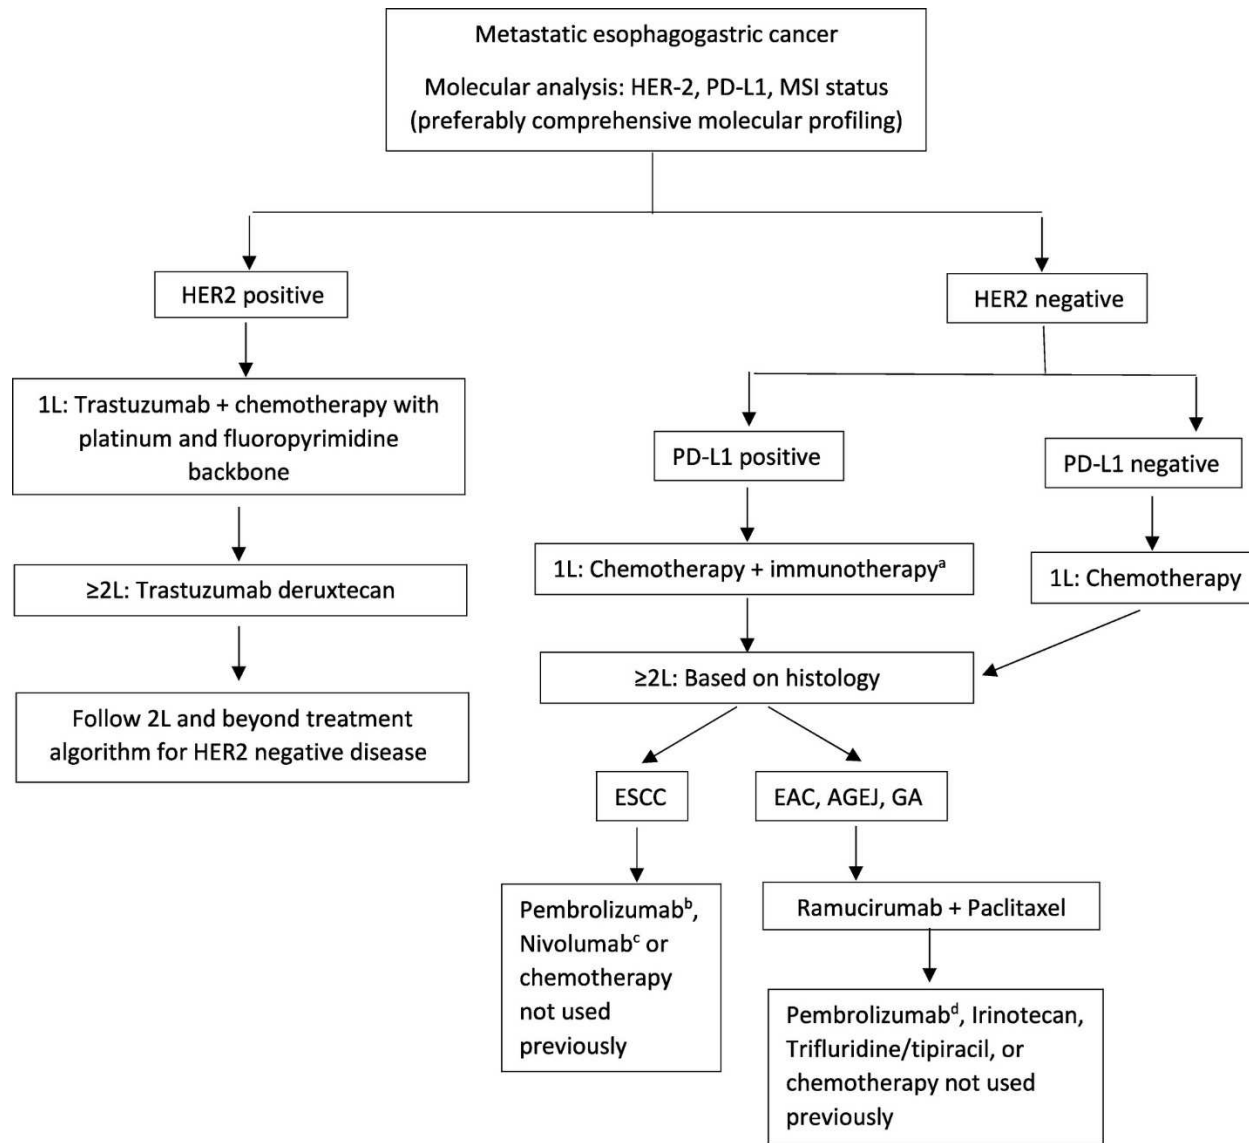 Metastatic esophagogastric cancer
Molecular analysis: HER-2, PD-L1, MSI status
(preferably comprehensive molecular profiling)
HER2 positive
HER2 negative
1L: Trastuzumab + chemotherapy with
platinum and fluoropyrimidine
backbone
PD-L1 positive
PD-L1 negative
≥2L: Trastuzumab deruxtecan
1L: Chemotherapy + immunotherapyᵃ
1L: Chemotherapy
Follow 2L and beyond treatment
algorithm for HER2 negative disease
≥2L: Based on histology
ESCC
EAC, AGEJ, GA
Pembrolizumabᵇ,
Nivolumabᶜ or
chemotherapy
not used
previously
Ramucirumab + Paclitaxel
Pembrolizumabᵈ, Irinotecan,
Trifluridine/tipiracil, or
chemotherapy not used
previously